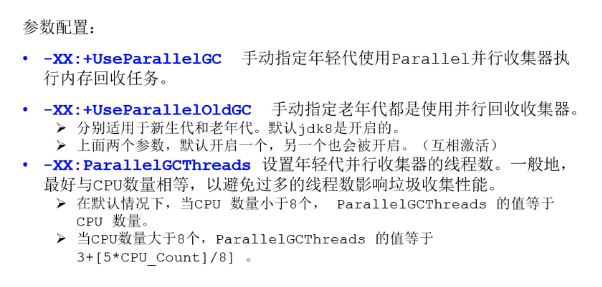 参数配置：
• -XX:+UseParallelGC 手动指定年轻代使用Parallel并行收集器执
行内存回收任务。
• -XX:+UseParallelOldGC 手动指定老年代都是使用并行回收收集器。
➢ 分别适用于新生代和老年代。默认jdk8是开启的。
➢ 上面两个参数，默认开启一个，另一个也会被开启。（互相激活）
• -XX:ParallelGCThreads 设置年轻代并行收集器的线程数。一般地，
最好与CPU数量相等，以避免过多的线程数影响垃圾收集性能。
➢ 在默认情况下，当CPU 数量小于8个， ParallelGCThreads 的值等于
CPU 数量。
➢ 当CPU数量大于8个，ParallelGCThreads 的值等于
3+[5*CPU_Count]/8] 。